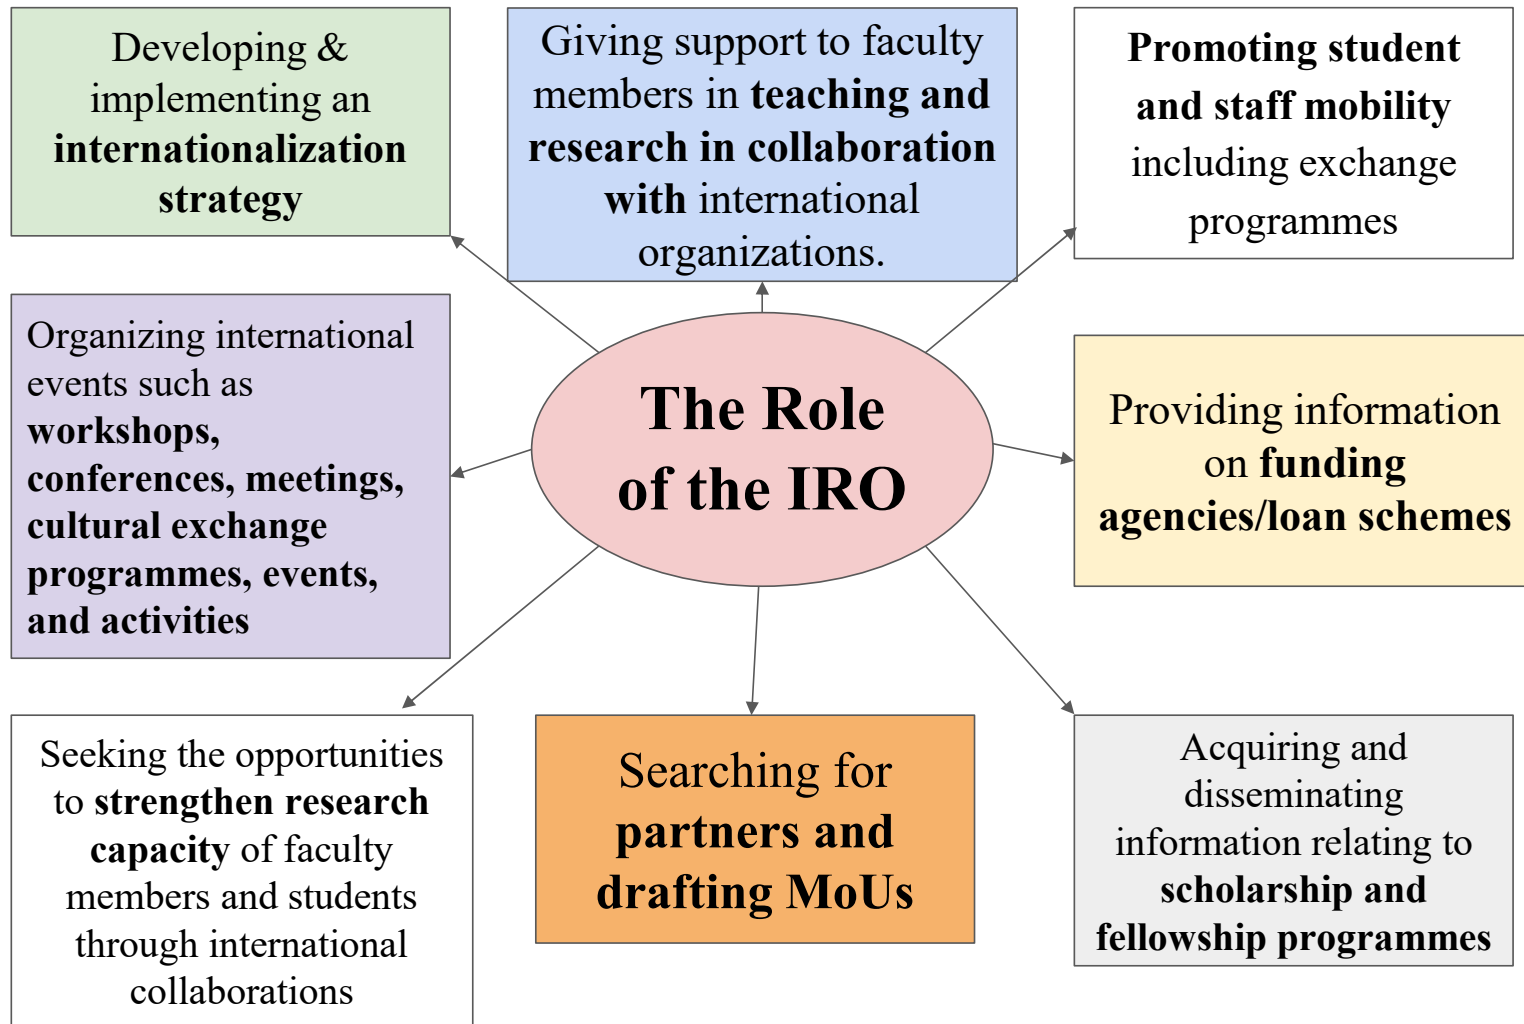 Developing &
implementing an
internationalization
strategy
Giving support to faculty
members in teaching and
research in collaboration
with international
organizations.
Promoting student
and staff mobility
including exchange
programmes
Organizing international
events such as
workshops,
conferences, meetings,
cultural exchange
programmes, events,
and activities
The Role
of the IRO
Providing information
on funding
agencies/loan schemes
Seeking the opportunities
to strengthen research
capacity of faculty
members and students
through international
collaborations
Searching for
partners and
drafting MoUs
Acquiring and
disseminating
information relating to
scholarship and
fellowship programmes